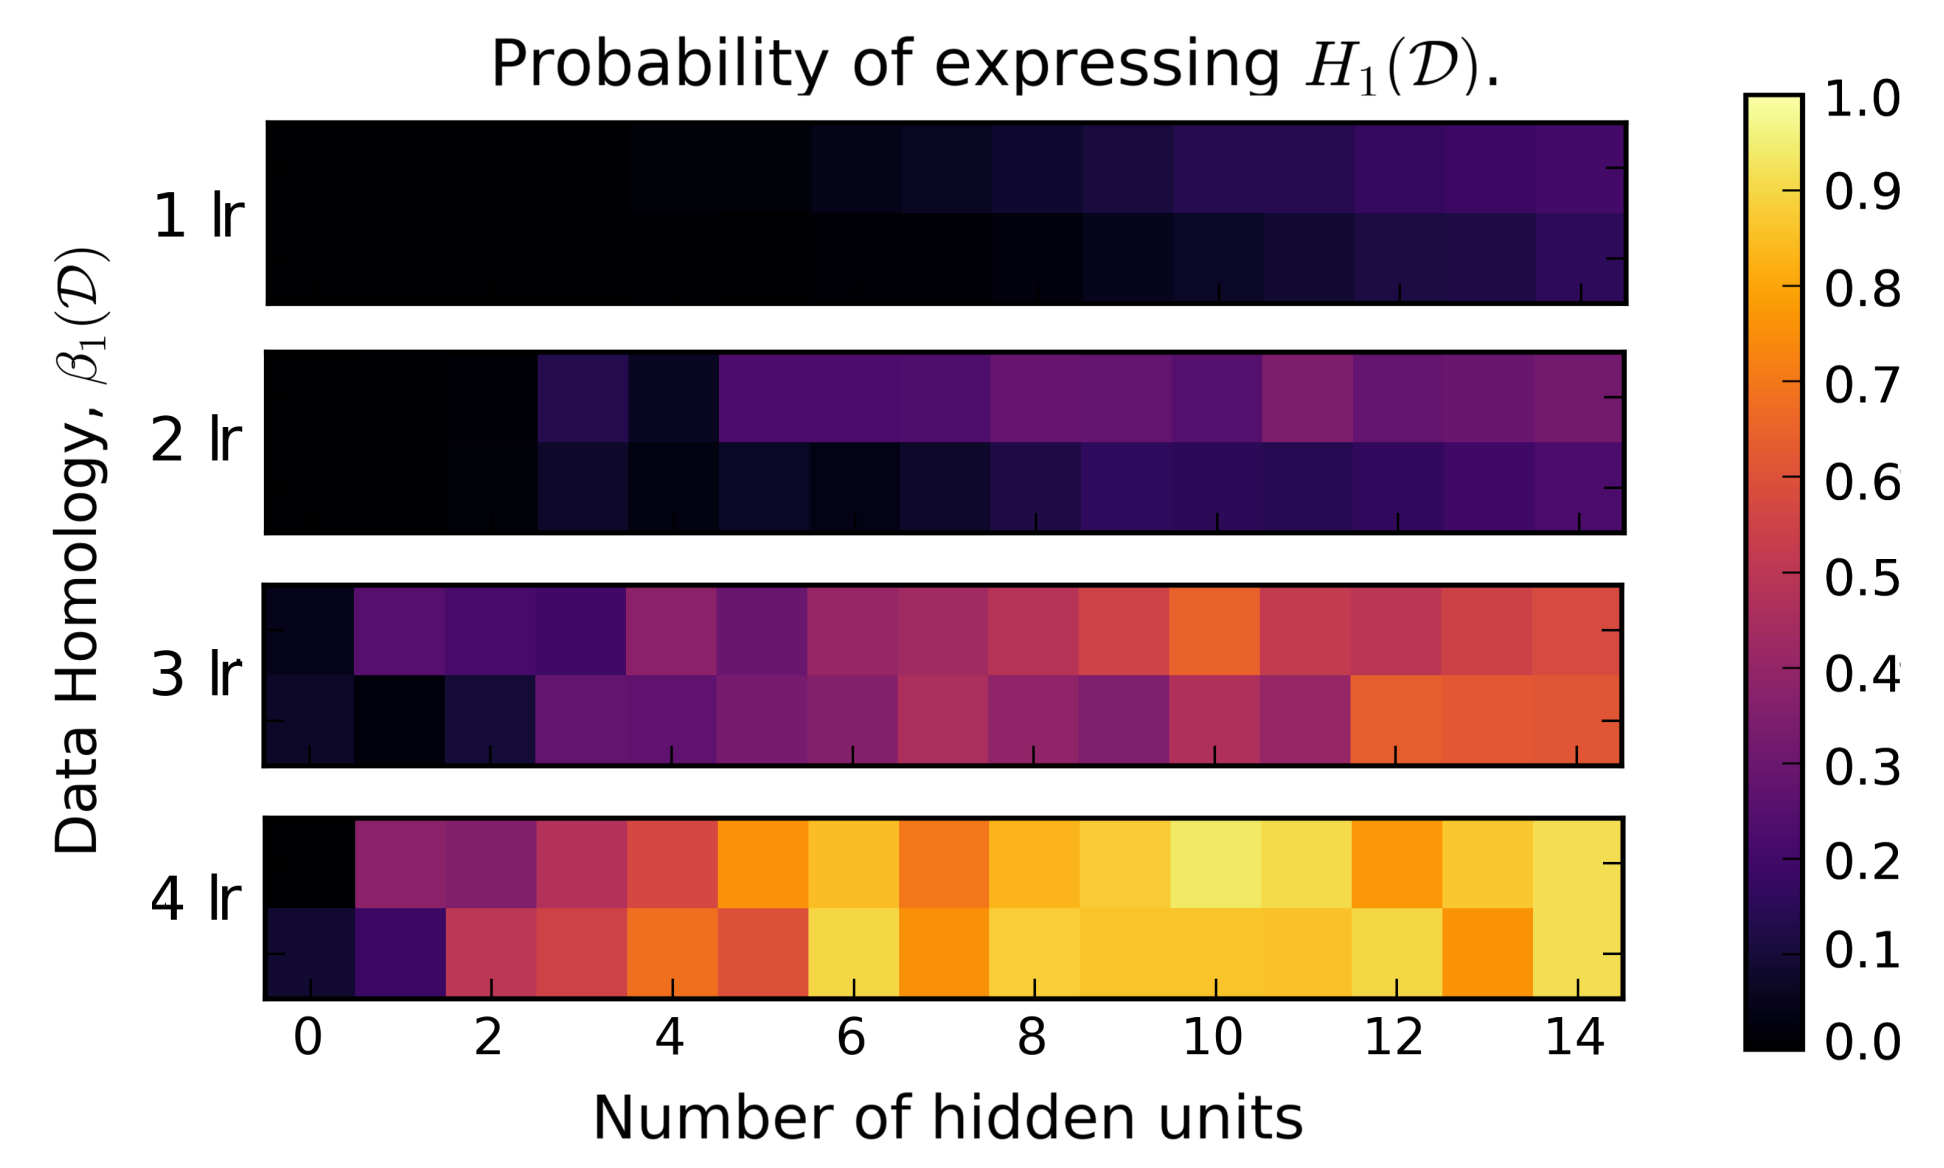 Probability of expressing H₁(𝒟).
Data Homology, β₁(𝒟)
1 lr
2 lr
3 lr
4 lr
0 2 4 6 8 10 12 14
Number of hidden units
1.0
0.9
0.8
0.7
0.6
0.5
0.4
0.3
0.2
0.1
0.0